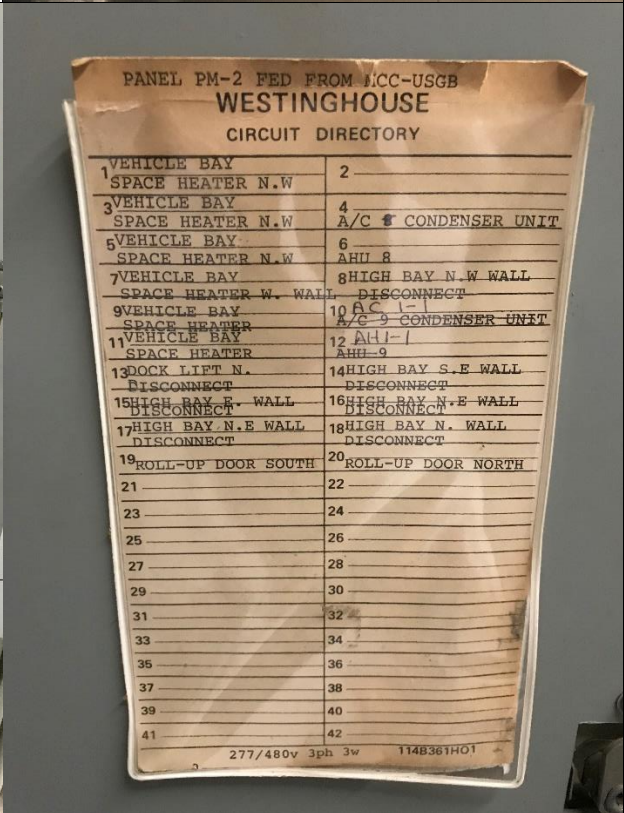 PANEL PM-2 FED FROM MCC-USGB
WESTINGHOUSE
CIRCUIT DIRECTORY
1 VEHICLE BAY
SPACE HEATER N.W
2
3 VEHICLE BAY
SPACE HEATER N.W
4
A/C 8 CONDENSER UNIT
5 VEHICLE BAY
SPACE HEATER N.W
6
AHU 8
7 VEHICLE BAY
SPACE HEATER W. WALL
8 HIGH BAY N.W WALL
DISCONNECT
9 VEHICLE BAY
SPACE HEATER
10 AC 1-1
A/C 9 CONDENSER UNIT
11 VEHICLE BAY
SPACE HEATER
12 AH1-1
AHU 9
13 DOCK LIFT N.
DISCONNECT
14 HIGH BAY S.E WALL
DISCONNECT
15 HIGH BAY E. WALL
DISCONNECT
16 HIGH BAY N.E WALL
DISCONNECT
17 HIGH BAY N.E WALL
DISCONNECT
18 HIGH BAY N. WALL
DISCONNECT
19 ROLL-UP DOOR SOUTH
20 ROLL-UP DOOR NORTH
21
22
23
24
25
26
27
28
29
30
31
32
33
34
35
36
37
38
39
40
41
42
277/480v 3ph 3w
114B361H01